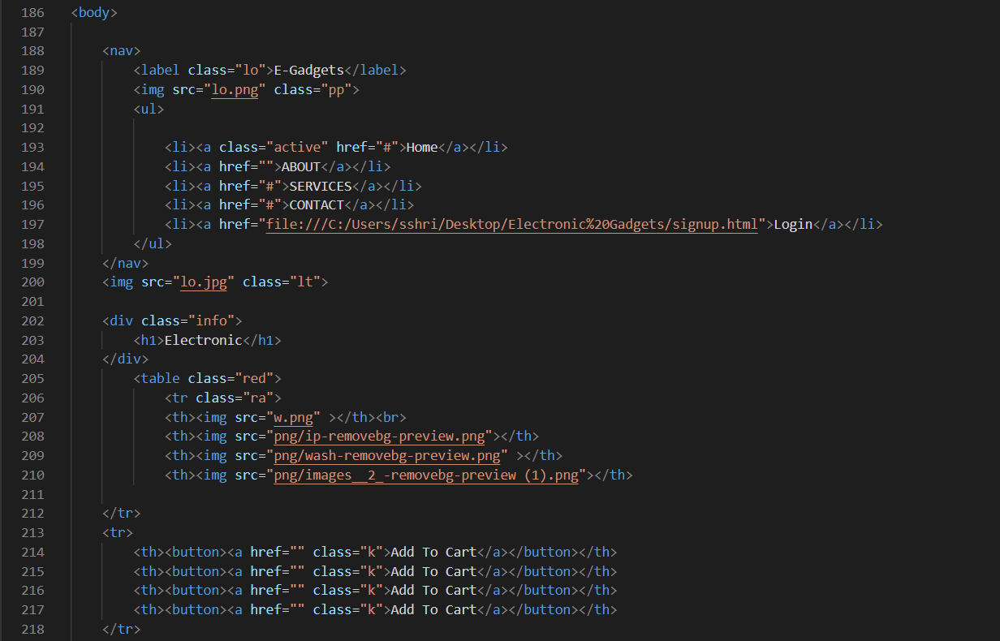 186 <body>
187
188 <nav>
189 <label class="lo">E-Gadgets</label>
190 <img src="lo.png" class="pp">
191 <ul>
192
193 <li><a class="active" href="#">Home</a></li>
194 <li><a href="">ABOUT</a></li>
195 <li><a href="#">SERVICES</a></li>
196 <li><a href="#">CONTACT</a></li>
197 <li><a href="file:///C:/Users/sshri/Desktop/Electronic%20Gadgets/signup.html">Login</a></li>
198 </ul>
199 </nav>
200 <img src="lo.jpg" class="lt">
201
202 <div class="info">
203 <h1>Electronic</h1>
204 </div>
205 <table class="red">
206 <tr class="ra">
207 <th><img src="w.png" ></th><br>
208 <th><img src="png/ip-removebg-preview.png"></th>
209 <th><img src="png/wash-removebg-preview.png" ></th>
210 <th><img src="png/images__2_-removebg-preview (1).png"></th>
211
212 </tr>
213 <tr>
214 <th><button><a href="" class="k">Add To Cart</a></button></th>
215 <th><button><a href="" class="k">Add To Cart</a></button></th>
216 <th><button><a href="" class="k">Add To Cart</a></button></th>
217 <th><button><a href="" class="k">Add To Cart</a></button></th>
218 </tr>